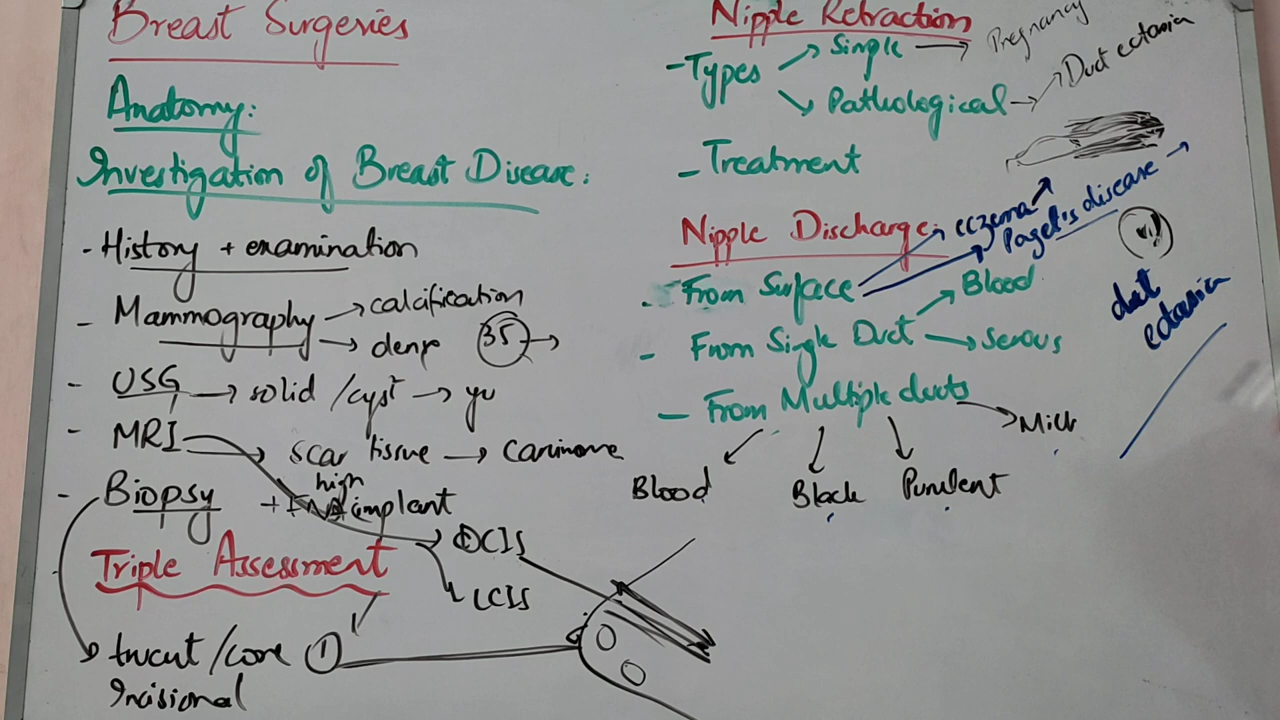 Breast Surgeries
Anatomy:
Investigation of Breast Disease:
- History + examination
- Mammography → calcification
→ dense 35 →
- USG → solid / cyst → yo
- MRI → scar tissue → carcinoma
high
- Biopsy + implant
→ DCIS
→ LCIS
Triple Assessment
trucut / core 1
Incisional
Nipple Retraction
- Types → Simple → Pregnancy
→ Pathological → Duct ectasia
- Treatment
Nipple Discharge:
- From Surface → eczema
→ Paget's disease →
- From Single Duct → Blood
→ Serous
- From Multiple ducts → Milk
Blood Black Purulent
duct
ectasia